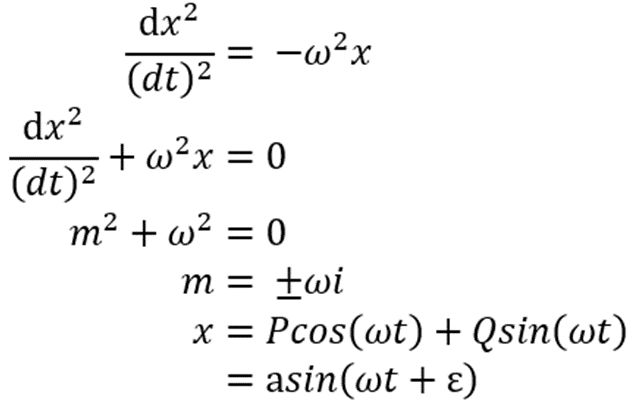 dx²/(dt)² = −ω²x
dx²/(dt)² + ω²x = 0
m² + ω² = 0
m = ±ωi
x = Pcos(ωt) + Qsin(ωt)
= asin(ωt + ε)